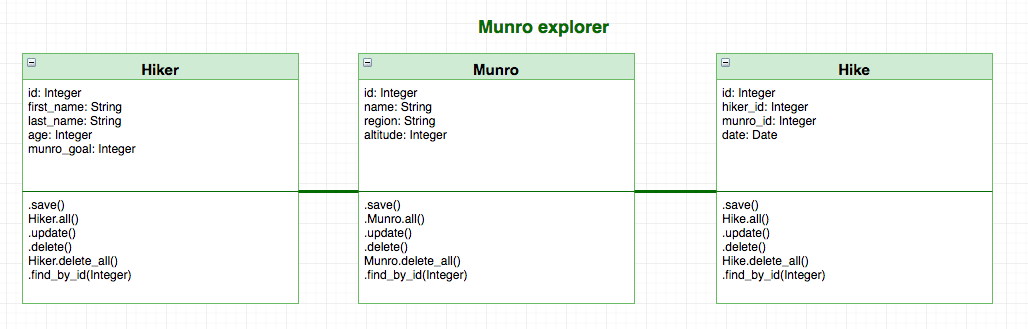 Munro explorer
Hiker
id: Integer
first_name: String
last_name: String
age: Integer
munro_goal: Integer
.save()
Hiker.all()
.update()
.delete()
Hiker.delete_all()
.find_by_id(Integer)
Munro
id: Integer
name: String
region: String
altitude: Integer
.save()
.Munro.all()
.update()
.delete()
Munro.delete_all()
.find_by_id(Integer)
Hike
id: Integer
hiker_id: Integer
munro_id: Integer
date: Date
.save()
Hike.all()
.update()
.delete()
Hike.delete_all()
.find_by_id(Integer)